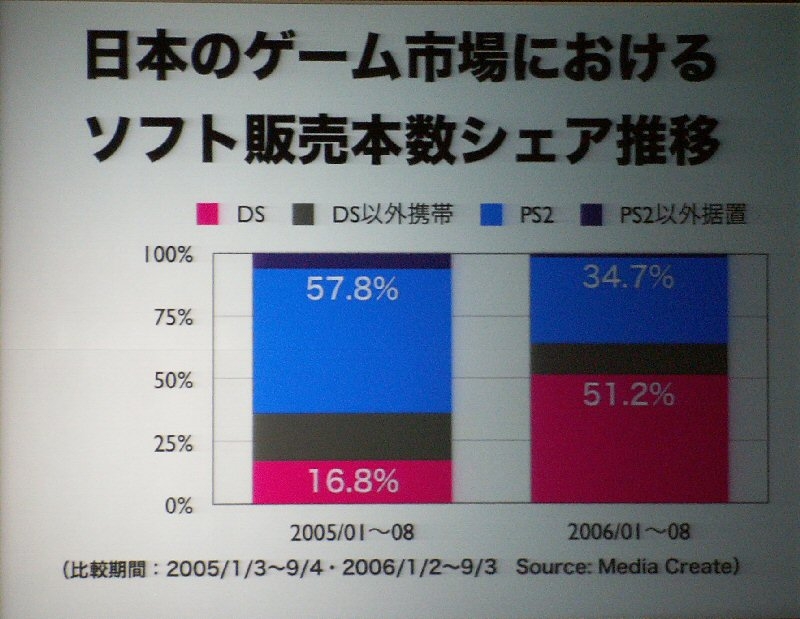 日本のゲーム市場における
ソフト販売本数シェア推移
DS DS以外携帯 PS2 PS2以外据置
100%
57.8% 34.7%
75%
50%
51.2%
25%
16.8%
0%
2005/01～08 2006/01～08
（比較期間：2005/1/3～9/4・2006/1/2～9/3 Source: Media Create）